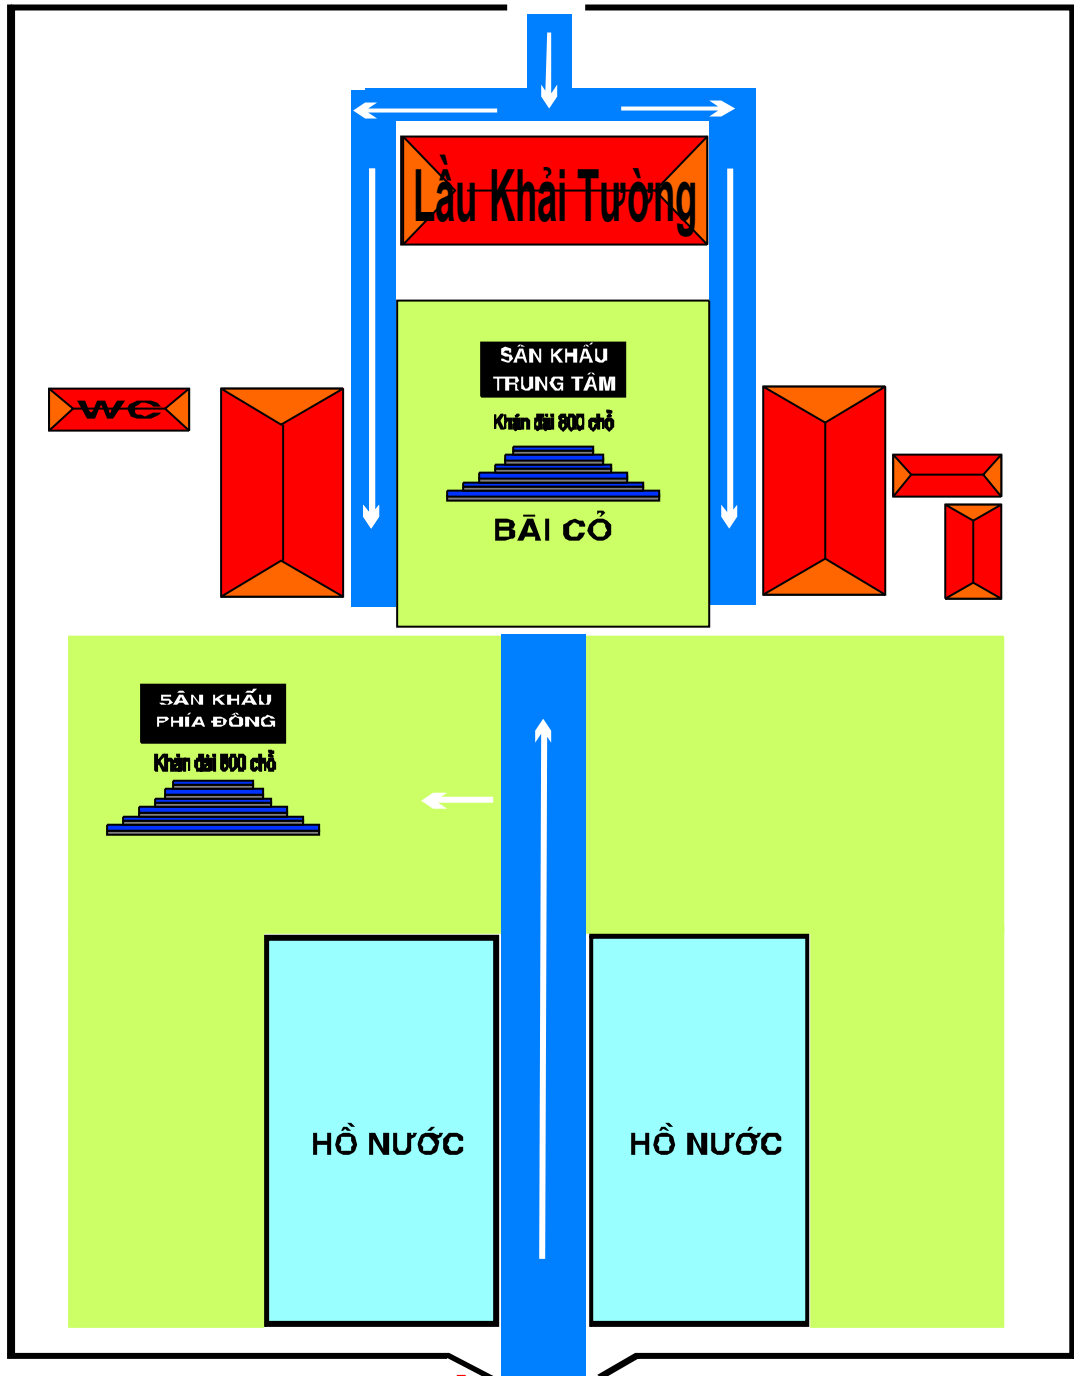 Lầu Khải Tường
SÂN KHẤU
TRUNG TÂM
Khán đài 800 chỗ
WC
BÃI CỎ
SÂN KHẤU
PHÍA ĐÔNG
Khán đài 800 chỗ
HỒ NƯỚC
HỒ NƯỚC